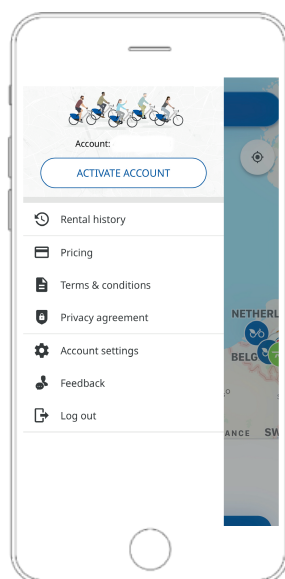 Account:
ACTIVATE ACCOUNT
Rental history
Pricing
Terms & conditions
Privacy agreement
Account settings
Feedback
Log out
NETHERL
BELG
ANCE SW